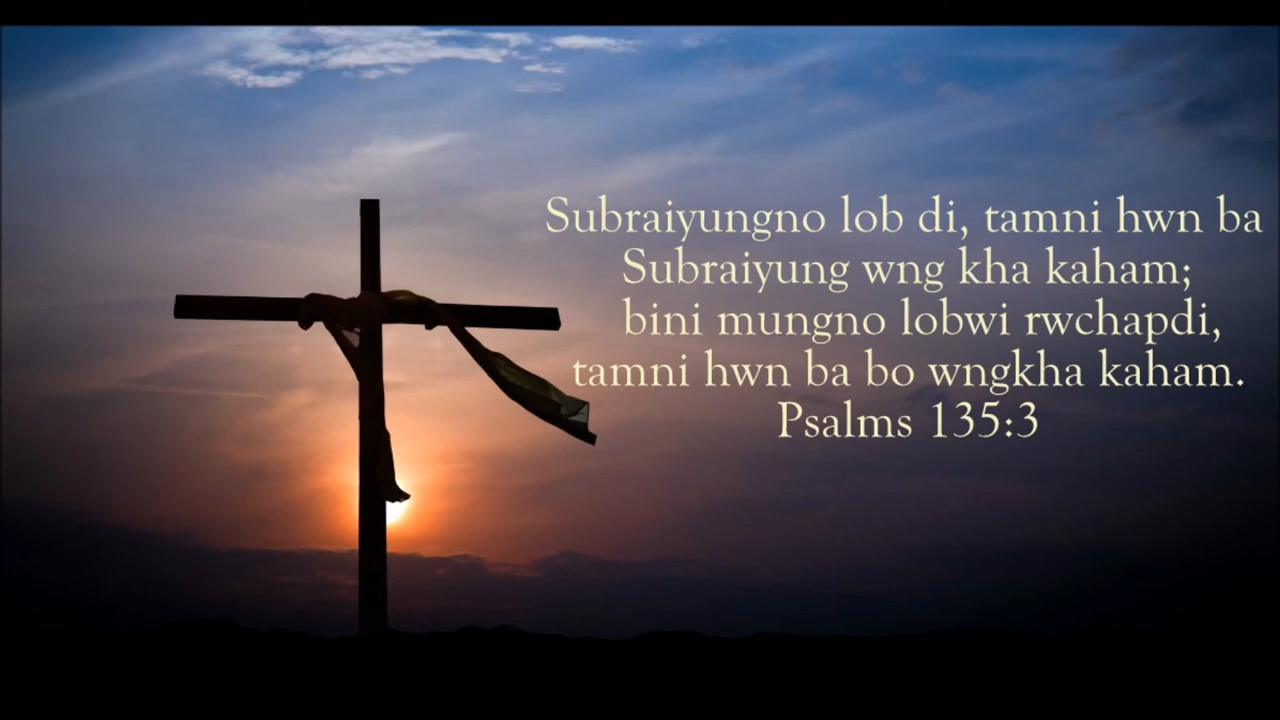 Subraiyungno lob di, tamni hwn ba
Subraiyung wng kha kaham;
bini mungno lobwi rwchapdi,
tamni hwn ba bo wngkha kaham.
Psalms 135:3